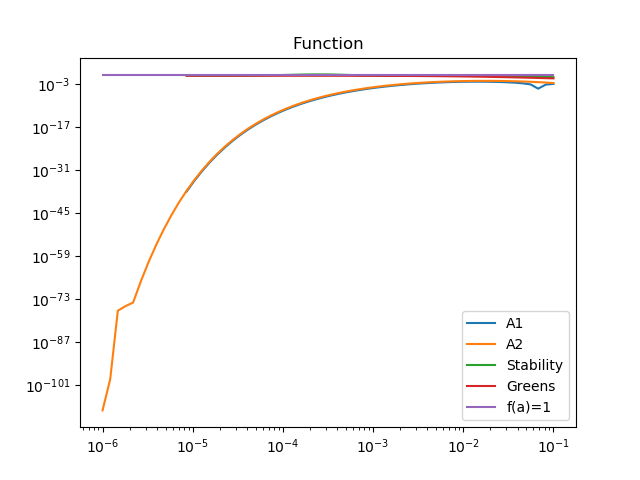 Function
10⁻³
10⁻¹⁷
10⁻³¹
10⁻⁴⁵
10⁻⁵⁹
10⁻⁷³
10⁻⁸⁷
10⁻¹⁰¹
A1
A2
Stability
Greens
f(a)=1
10⁻⁶ 10⁻⁵ 10⁻⁴ 10⁻³ 10⁻² 10⁻¹